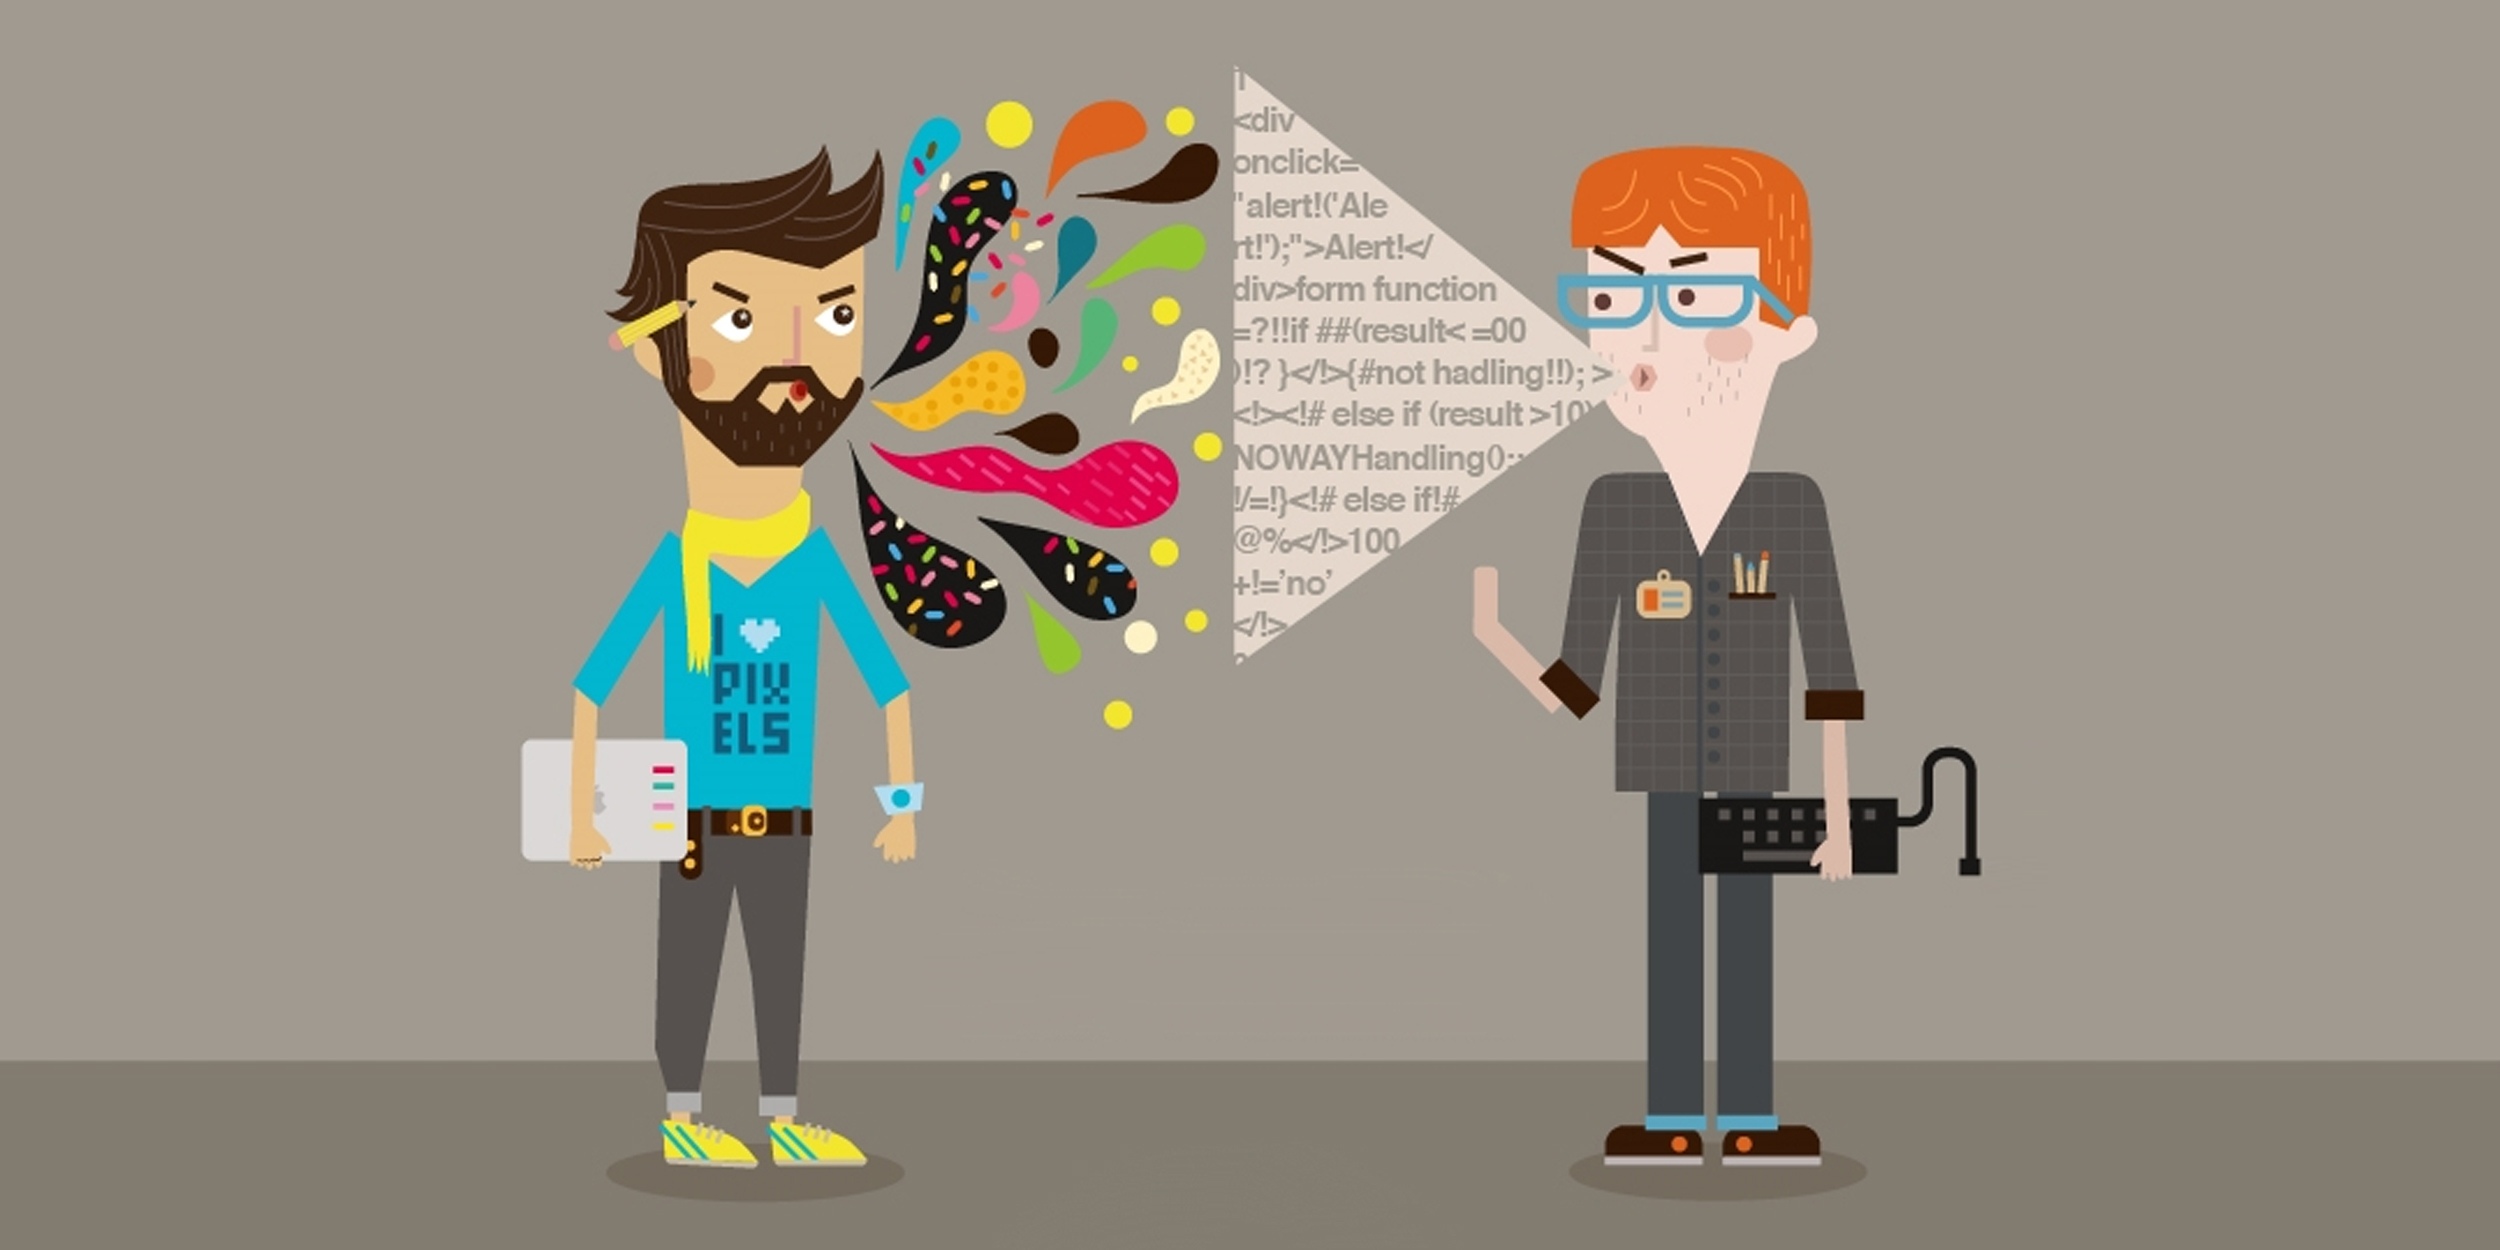 <div
onclick=
"alert!('Ale
rt!');">Alert!</
div>form function
=?!!if ##(result< =00
)!? }</!>{#not hadling!!); >
<!><!# else if (result >10)
NOWAYHandling();;
!/=!}<!# else if!#
@%</!>100
+!='no'
</!>
?
I
PIX
ELS